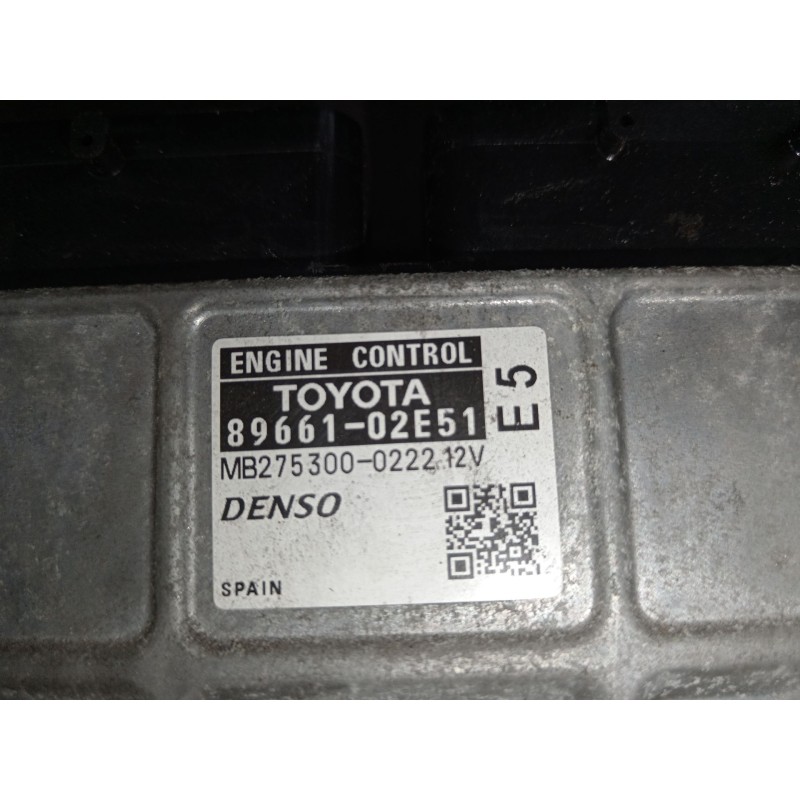 ENGINE CONTROL
TOYOTA
89661-02E51
E5
MB275300-0222 12V
DENSO
SPAIN